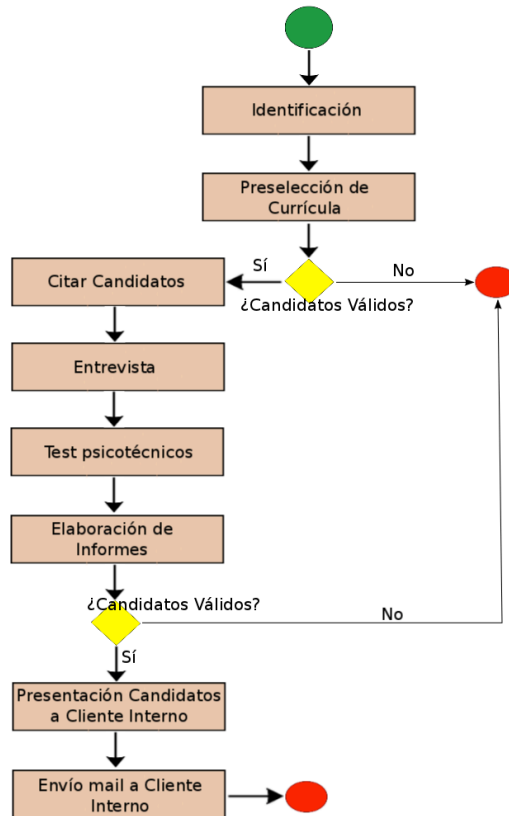 Identificación
Preselección de
Currícula
Sí
No
¿Candidatos Válidos?
Citar Candidatos
Entrevista
Test psicotécnicos
Elaboración de
Informes
¿Candidatos Válidos?
No
Sí
Presentación Candidatos
a Cliente Interno
Envío mail a Cliente
Interno